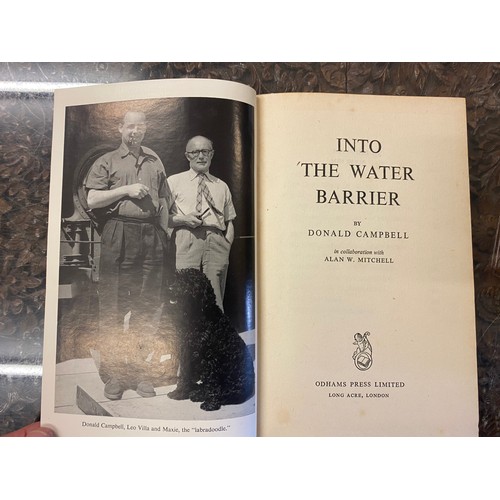 Donald Campbell, Leo Villa and Maxie, the "labradoodle."
INTO
'THE WATER
BARRIER
BY
DONALD CAMPBELL
in collaboration with
ALAN W. MITCHELL
ODHAMS PRESS LIMITED
LONG ACRE, LONDON